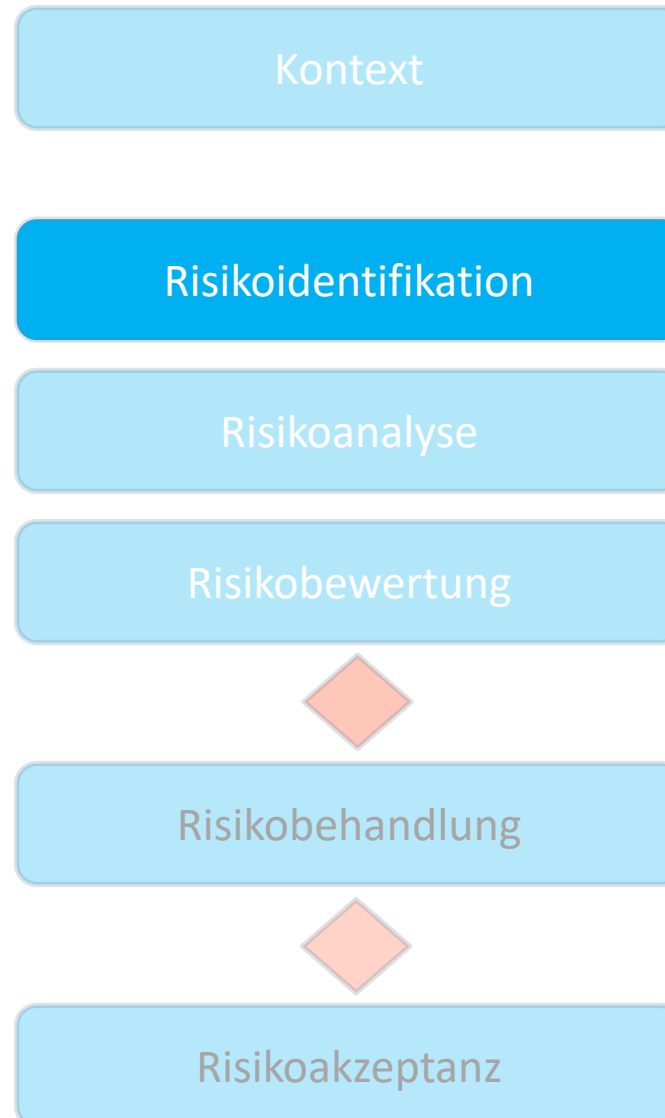 Kontext
Risikoidentifikation
Risikoanalyse
Risikobewertung
Risikobehandlung
Risikoakzeptanz